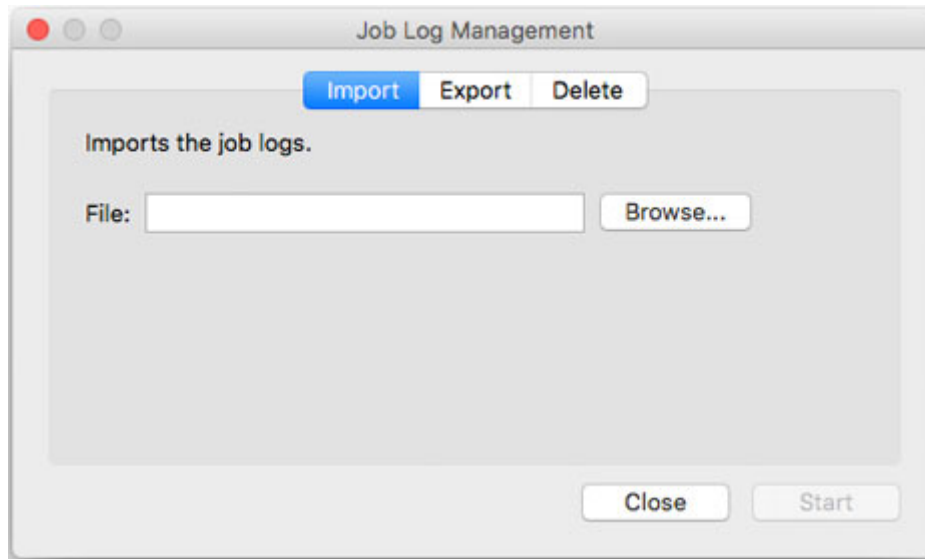 Job Log Management
Import Export Delete
Imports the job logs.
File: Browse...
Close Start